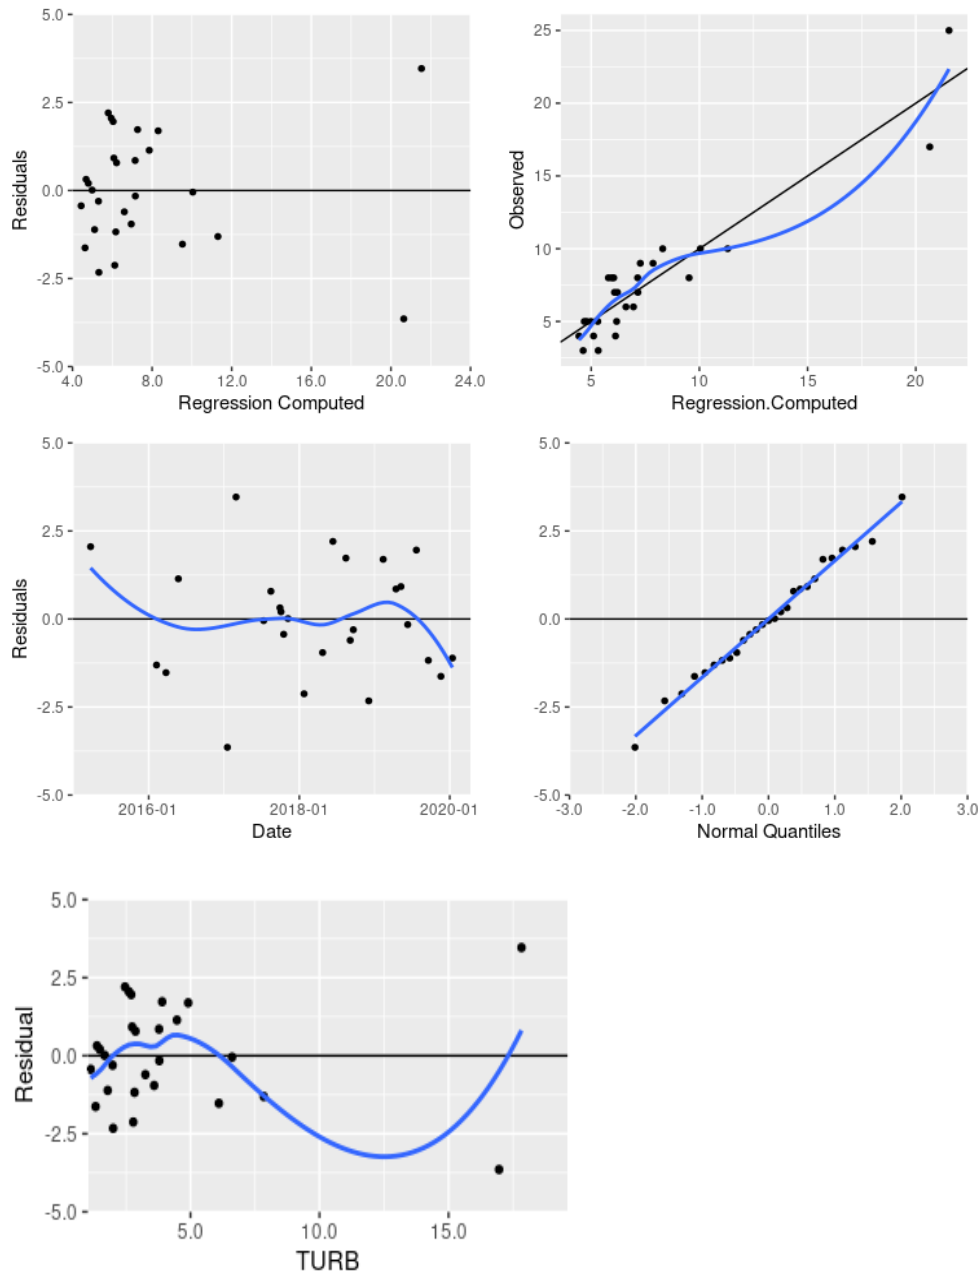 5.0
2.5
0.0
-2.5
-5.0
Residuals
4.0 8.0 12.0 16.0 20.0 24.0
Regression Computed
25
20
15
10
5
Observed
5 10 15 20
Regression.Computed
5.0
2.5
0.0
-2.5
-5.0
Residuals
2016-01 2018-01 2020-01
Date
5.0
2.5
0.0
-2.5
-5.0
-3.0 -2.0 -1.0 0.0 1.0 2.0 3.0
Normal Quantiles
5.0
2.5
0.0
-2.5
-5.0
Residual
5.0 10.0 15.0
TURB